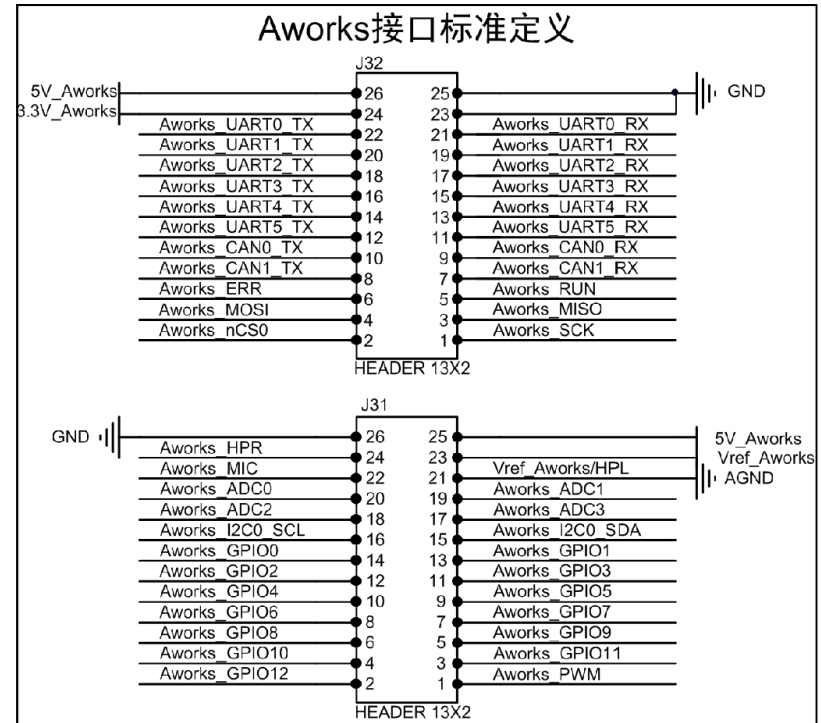 Aworks接口标准定义
J32
5V_Aworks 26 25 GND
3.3V_Aworks 24 23
Aworks_UART0_TX 22 21 Aworks_UART0_RX
Aworks_UART1_TX 20 19 Aworks_UART1_RX
Aworks_UART2_TX 18 17 Aworks_UART2_RX
Aworks_UART3_TX 16 15 Aworks_UART3_RX
Aworks_UART4_TX 14 13 Aworks_UART4_RX
Aworks_UART5_TX 12 11 Aworks_UART5_RX
Aworks_CAN0_TX 10 9 Aworks_CAN0_RX
Aworks_CAN1_TX 8 7 Aworks_CAN1_RX
Aworks_ERR 6 5 Aworks_RUN
Aworks_MOSI 4 3 Aworks_MISO
Aworks_nCS0 2 1 Aworks_SCK
HEADER 13X2
J31
GND 26 25 5V_Aworks
Aworks_HPR 24 23 Vref_Aworks
Aworks_MIC 22 21 Vref_Aworks/HPL AGND
Aworks_ADC0 20 19 Aworks_ADC1
Aworks_ADC2 18 17 Aworks_ADC3
Aworks_I2C0_SCL 16 15 Aworks_I2C0_SDA
Aworks_GPIO0 14 13 Aworks_GPIO1
Aworks_GPIO2 12 11 Aworks_GPIO3
Aworks_GPIO4 10 9 Aworks_GPIO5
Aworks_GPIO6 8 7 Aworks_GPIO7
Aworks_GPIO8 6 5 Aworks_GPIO9
Aworks_GPIO10 4 3 Aworks_GPIO11
Aworks_GPIO12 2 1 Aworks_PWM
HEADER 13X2